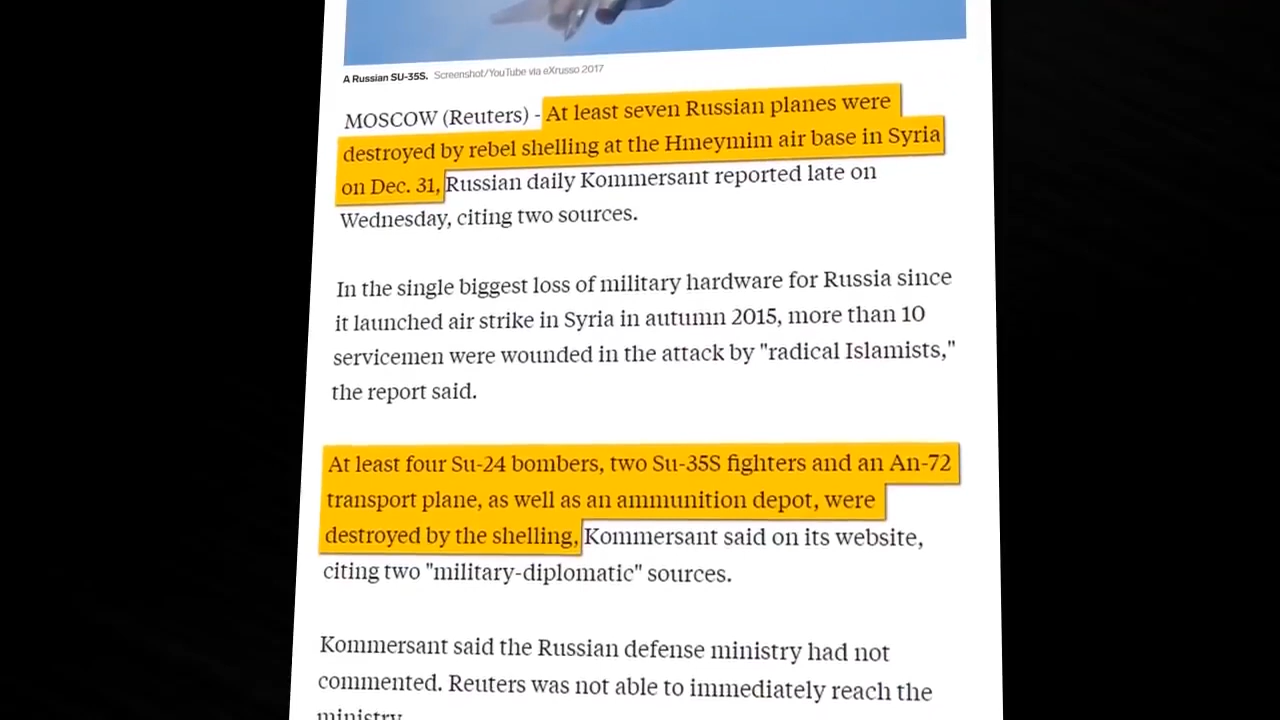 A Russian SU-35S. Screenshot/YouTube via eXrusso 2017
MOSCOW (Reuters) - At least seven Russian planes were
destroyed by rebel shelling at the Hmeymim air base in Syria
on Dec. 31, Russian daily Kommersant reported late on
Wednesday, citing two sources.
In the single biggest loss of military hardware for Russia since
it launched air strike in Syria in autumn 2015, more than 10
servicemen were wounded in the attack by "radical Islamists,"
the report said.
At least four Su-24 bombers, two Su-35S fighters and an An-72
transport plane, as well as an ammunition depot, were
destroyed by the shelling, Kommersant said on its website,
citing two "military-diplomatic" sources.
Kommersant said the Russian defense ministry had not
commented. Reuters was not able to immediately reach the
ministry.